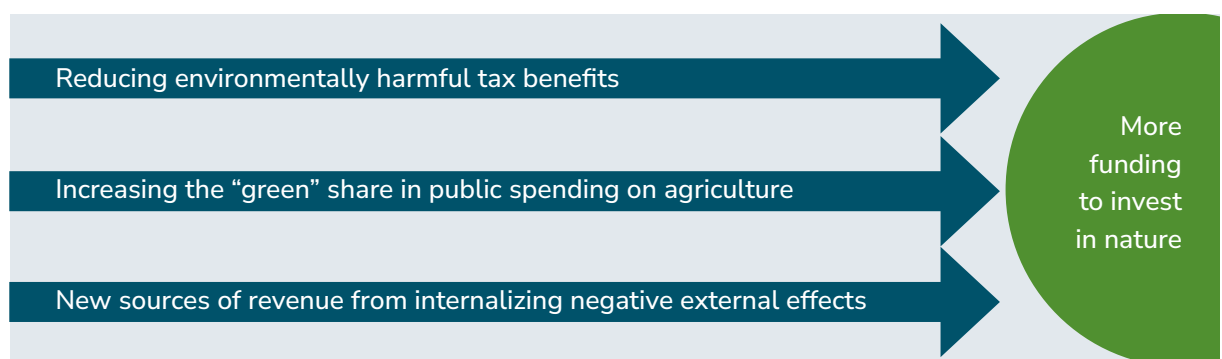 Reducing environmentally harmful tax benefits
Increasing the “green” share in public spending on agriculture
New sources of revenue from internalizing negative external effects
More
funding
to invest
in nature